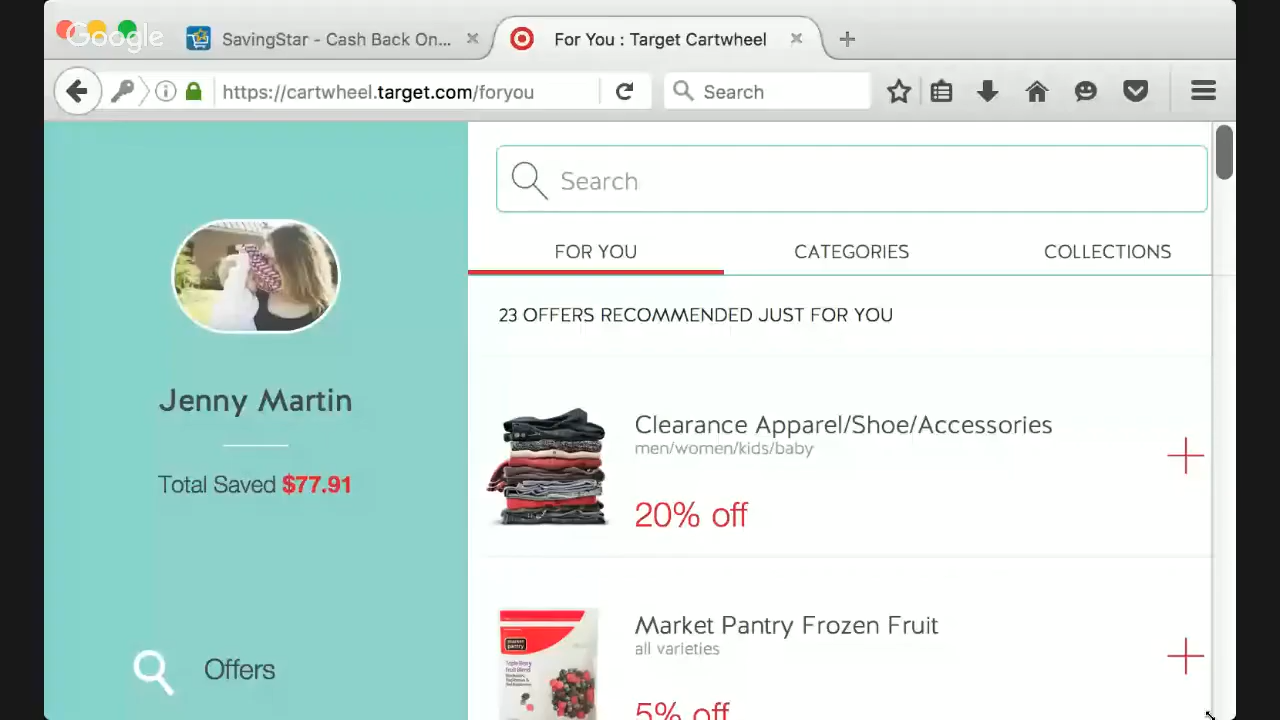 Google
SavingStar - Cash Back On...
For You : Target Cartwheel
https://cartwheel.target.com/foryou
Search
Search
FOR YOU
CATEGORIES
COLLECTIONS
23 OFFERS RECOMMENDED JUST FOR YOU
Jenny Martin
Total Saved $77.91
Offers
Clearance Apparel/Shoe/Accessories
men/women/kids/baby
20% off
Market Pantry Frozen Fruit
all varieties
5% off
market
pantry